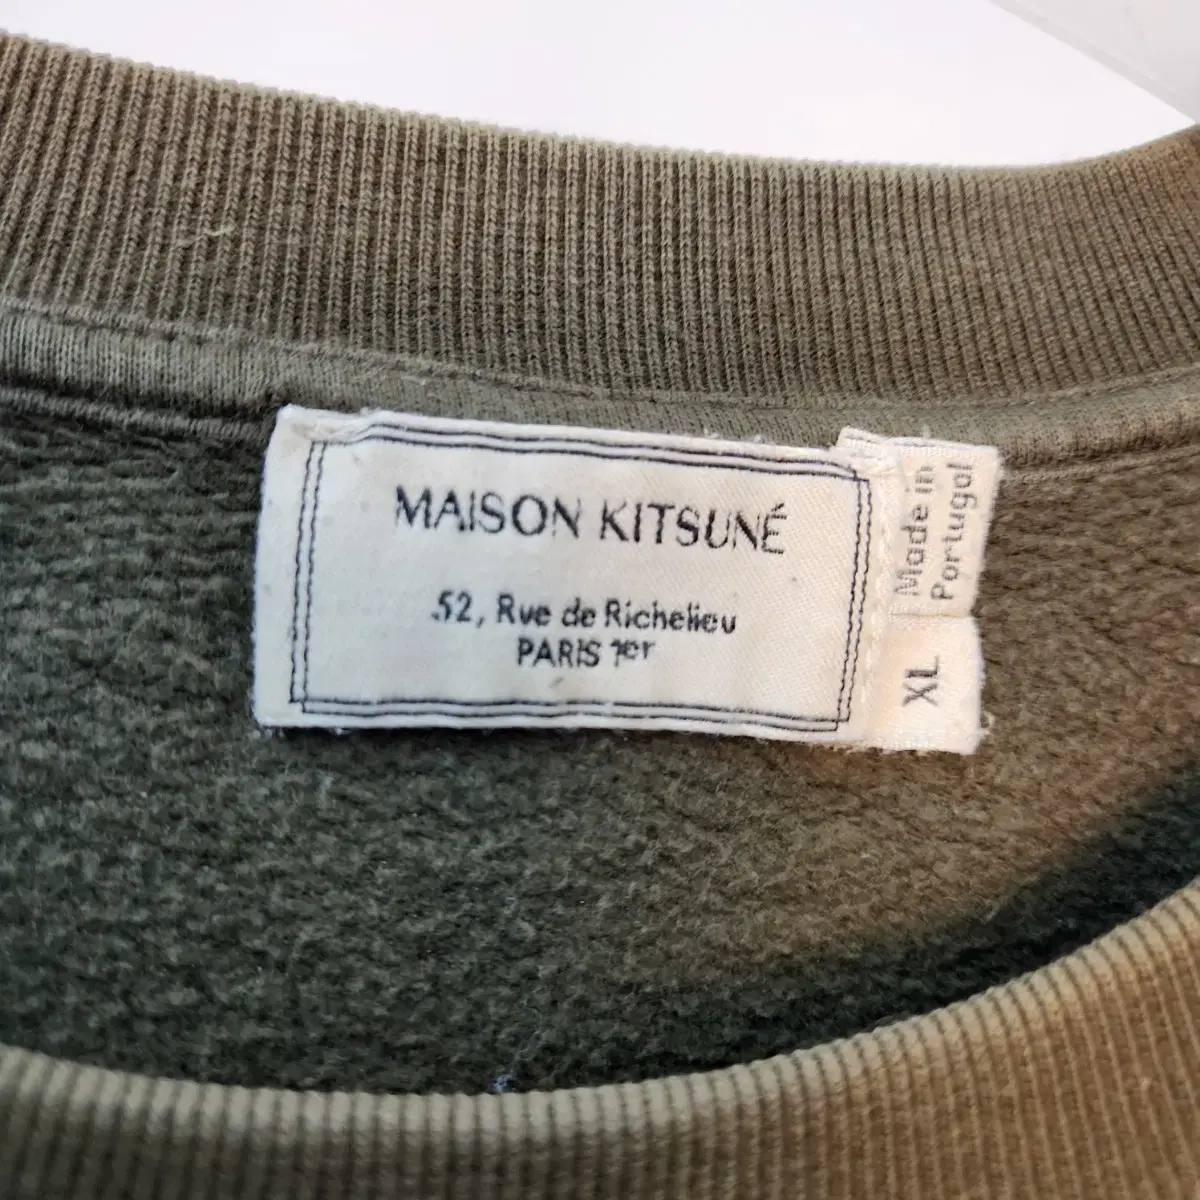 MAISON KITSUNÉ
52, Rue de Richelieu
PARIS 1er
Made in
Portugal
XL